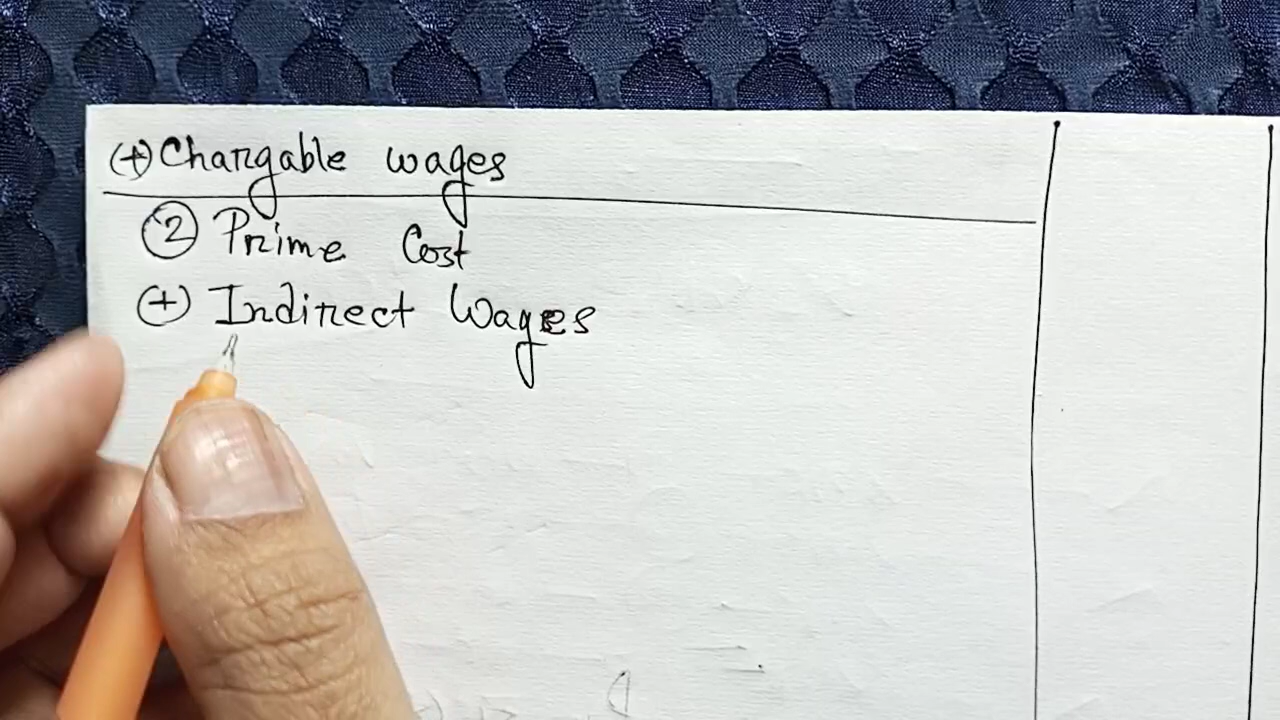 (+) Chargable wages
② Prime Cost
(+) Indirect Wages